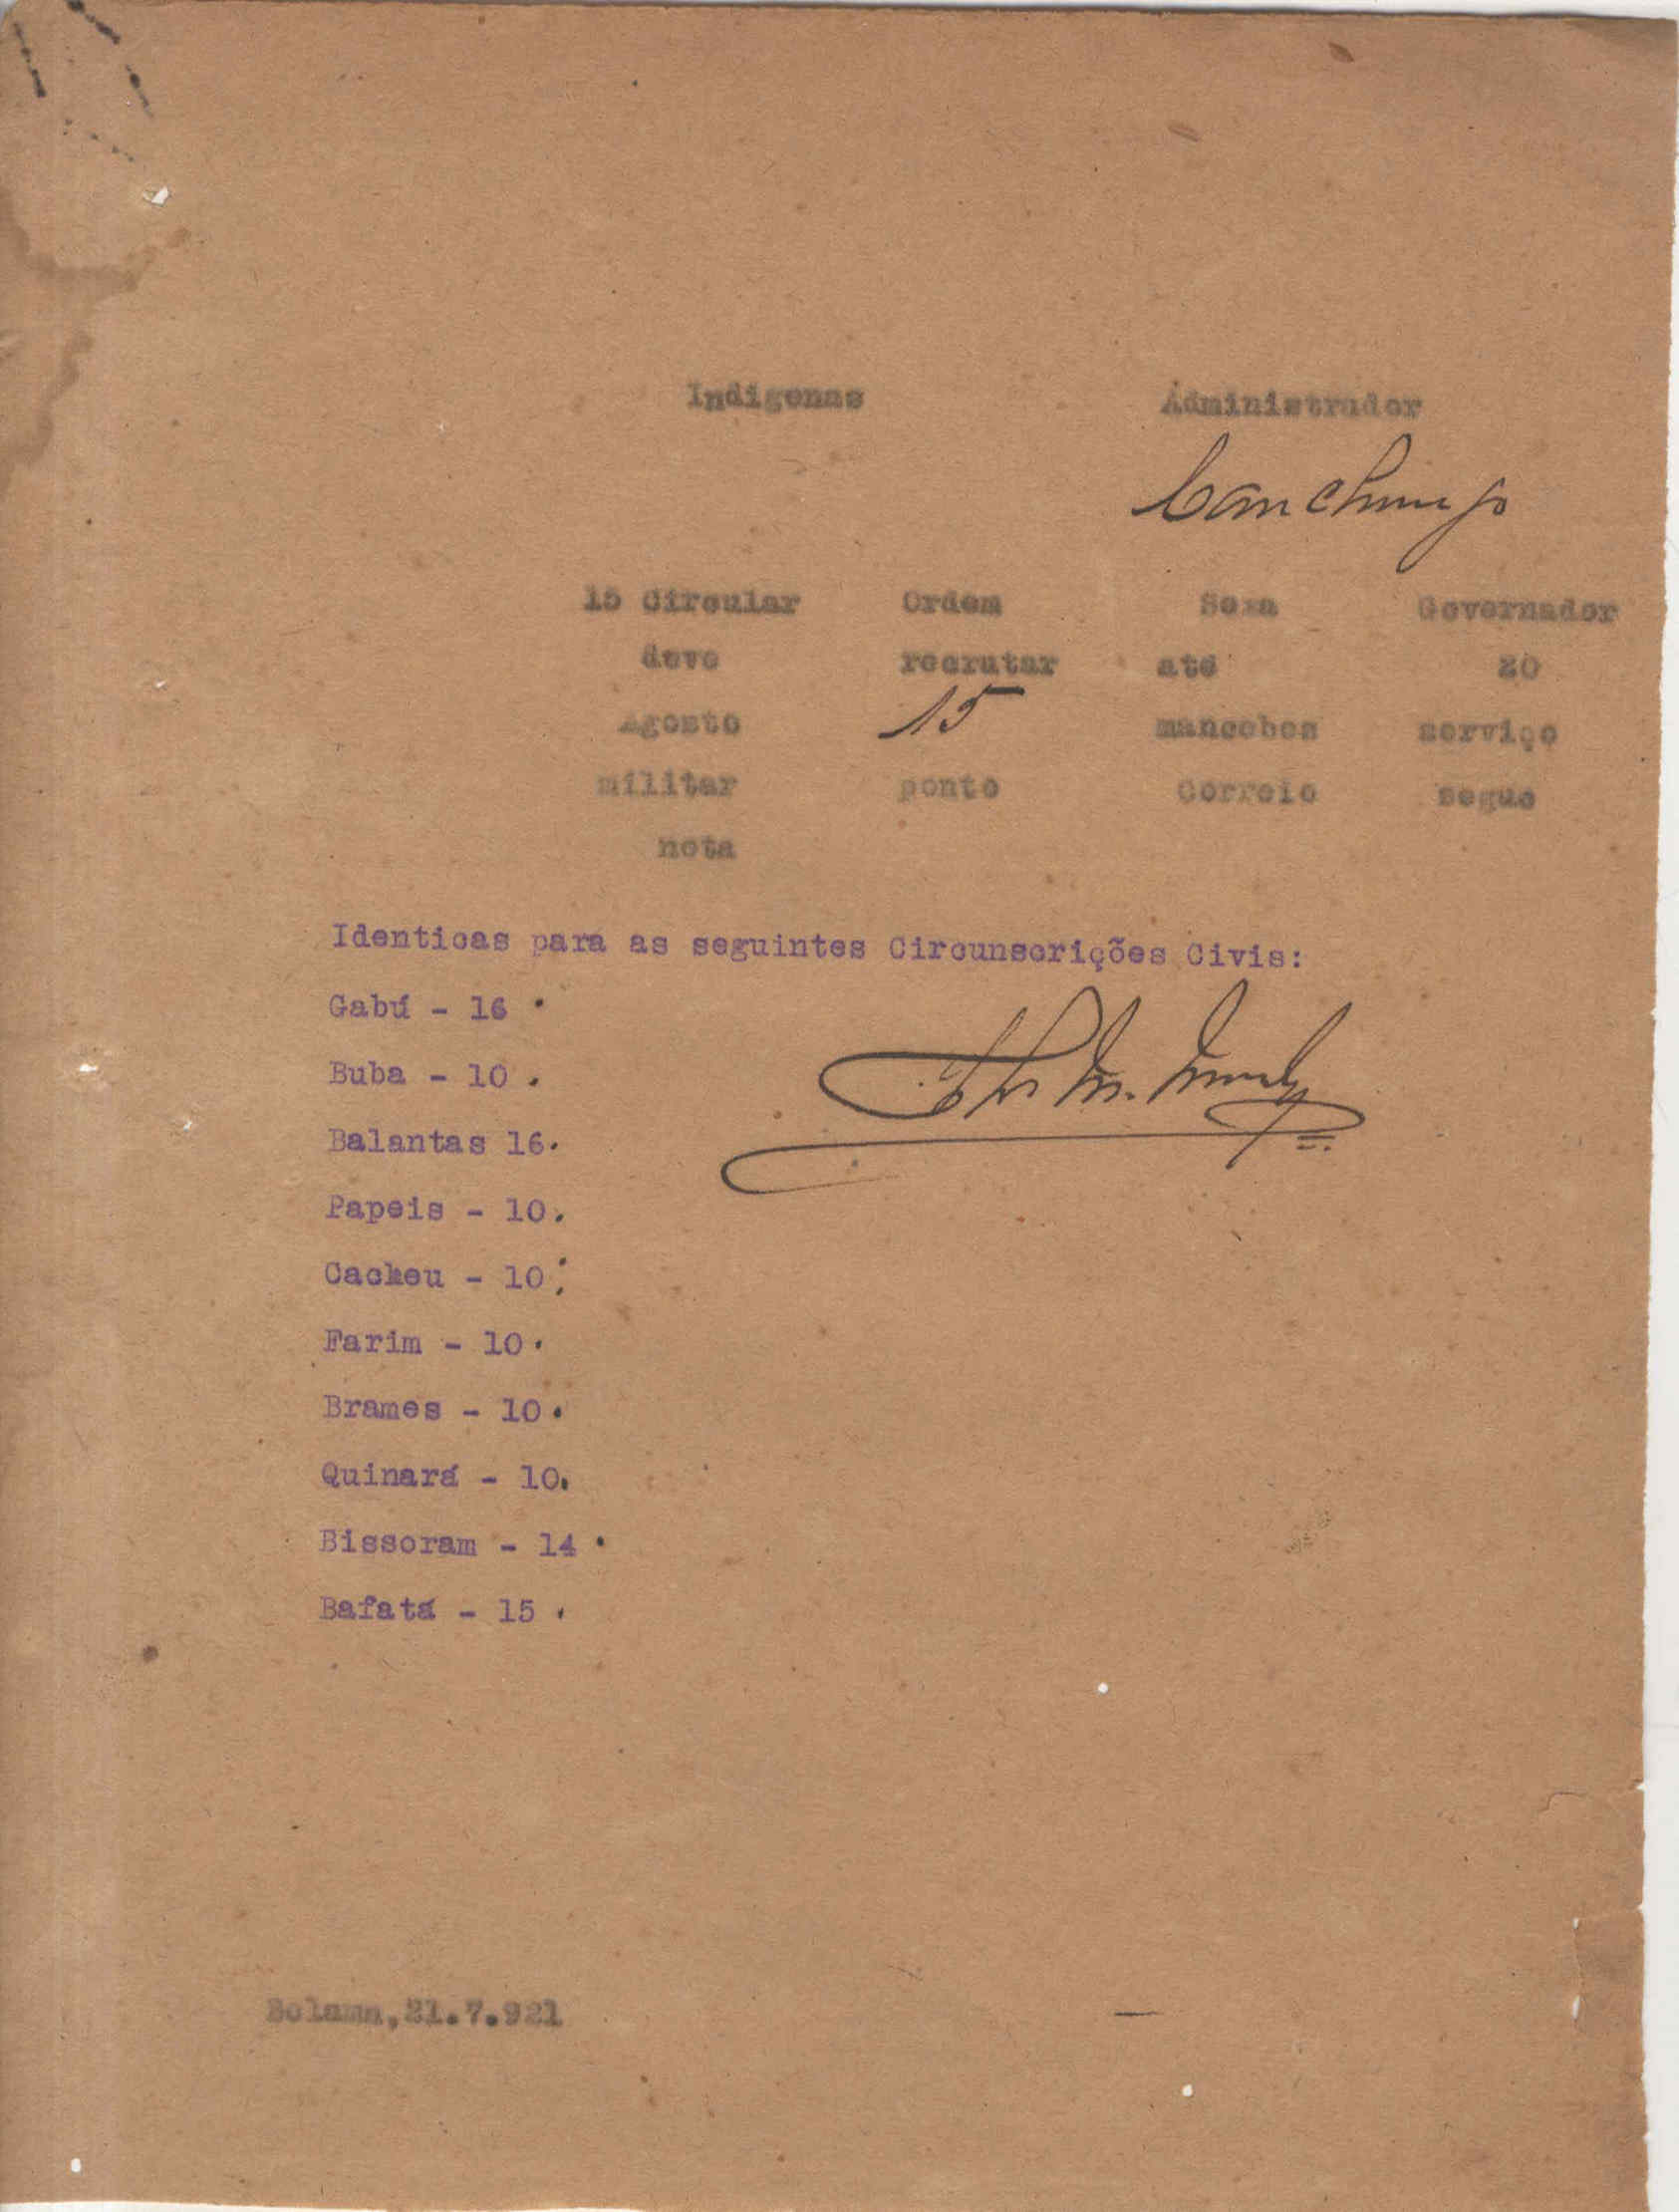 Indigenas Administrador
Canchungo
15 Circular Ordem Sexa Governador
deve recrutar até 20
Agosto 15 mancebos serviço
militar ponto Correio segue
nota
Identicas para as seguintes Circunscrições Civis:
Gabú - 16
Buba - 10.
Balantas 16.
Papeis - 10.
Cacheu - 10.
Farim - 10.
Brames - 10.
Quinará - 10.
Bissoram - 14
Bafatá - 15
Bolama,21.7.921